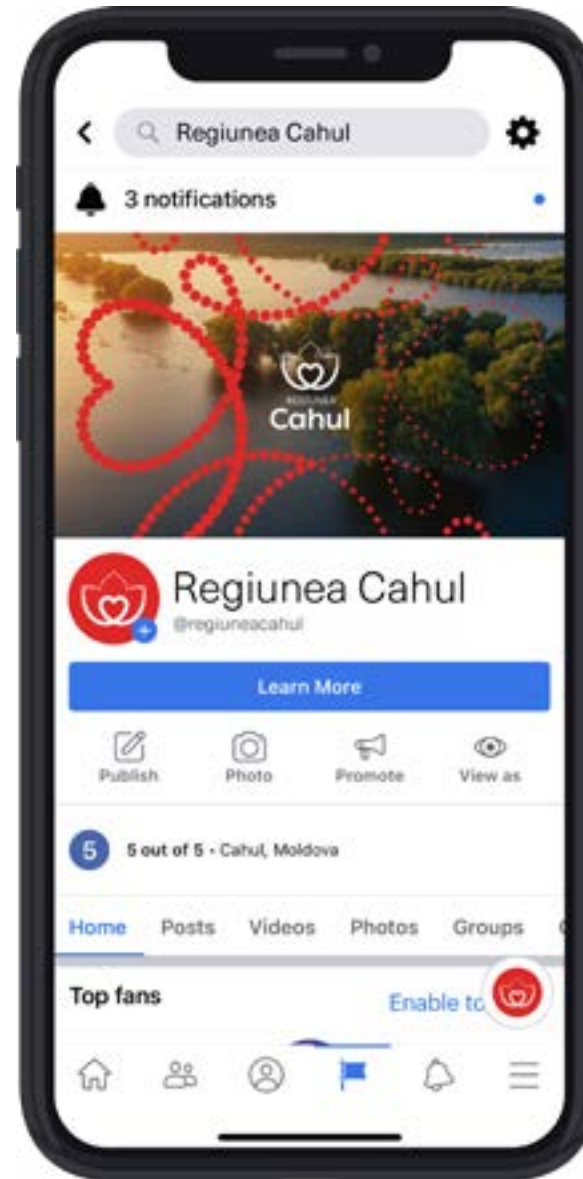 Regiunea Cahul
3 notifications
REGIUNEA
Cahul
Regiunea Cahul
@regiuneacahul
Learn More
Publish Photo Promote View as
5 5 out of 5 · Cahul, Moldova
Home Posts Videos Photos Groups
Top fans
Enable to